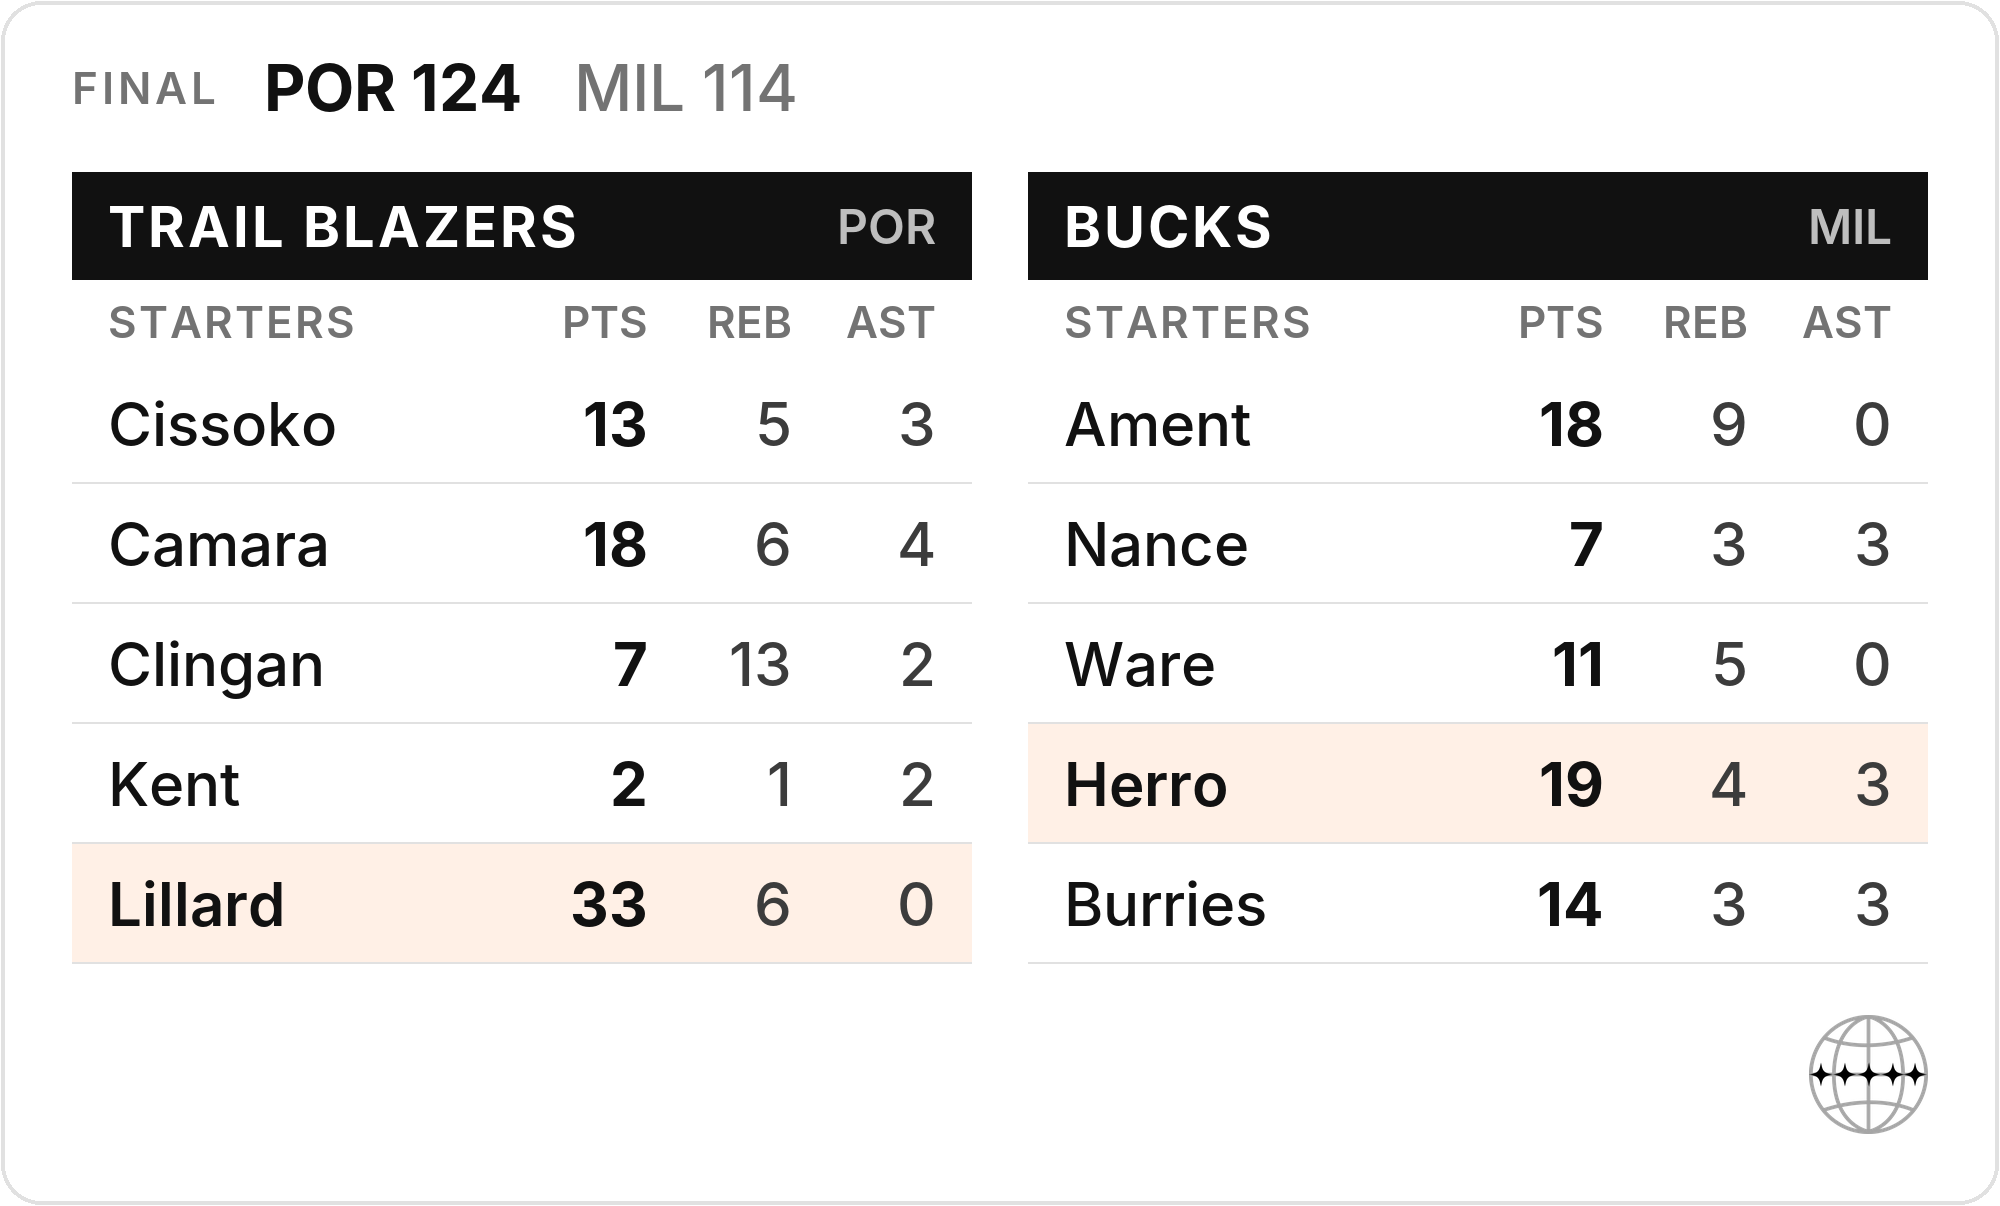 FINAL POR 124 MIL 114
TRAIL BLAZERS POR
STARTERS PTS REB AST
Cissoko 13 5 3
Camara 18 6 4
Clingan 7 13 2
Kent 2 1 2
Lillard 33 6 0
BUCKS MIL
STARTERS PTS REB AST
Ament 18 9 0
Nance 7 3 3
Ware 11 5 0
Herro 19 4 3
Burries 14 3 3